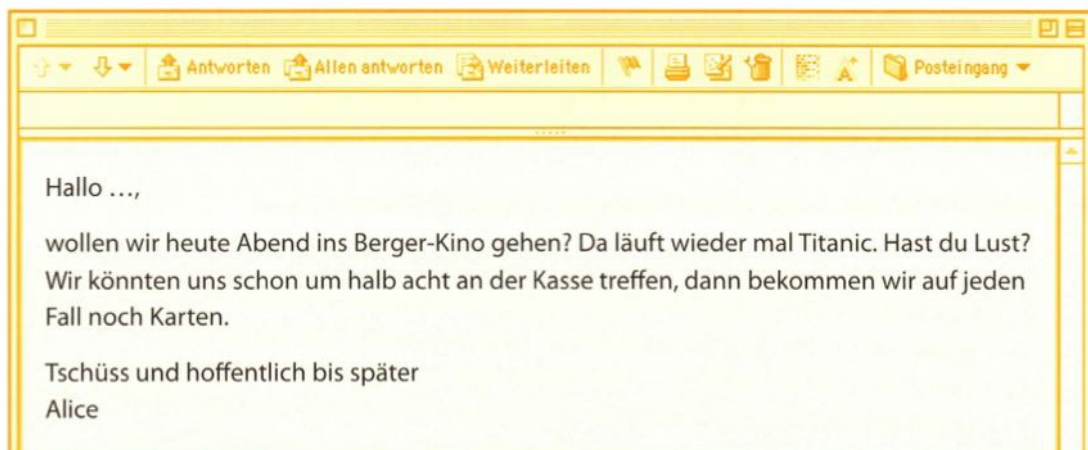 Antworten Allen antworten Weiterleiten Posteingang
Hallo …,
wollen wir heute Abend ins Berger-Kino gehen? Da läuft wieder mal Titanic. Hast du Lust?
Wir könnten uns schon um halb acht an der Kasse treffen, dann bekommen wir auf jeden
Fall noch Karten.
Tschüss und hoffentlich bis später
Alice